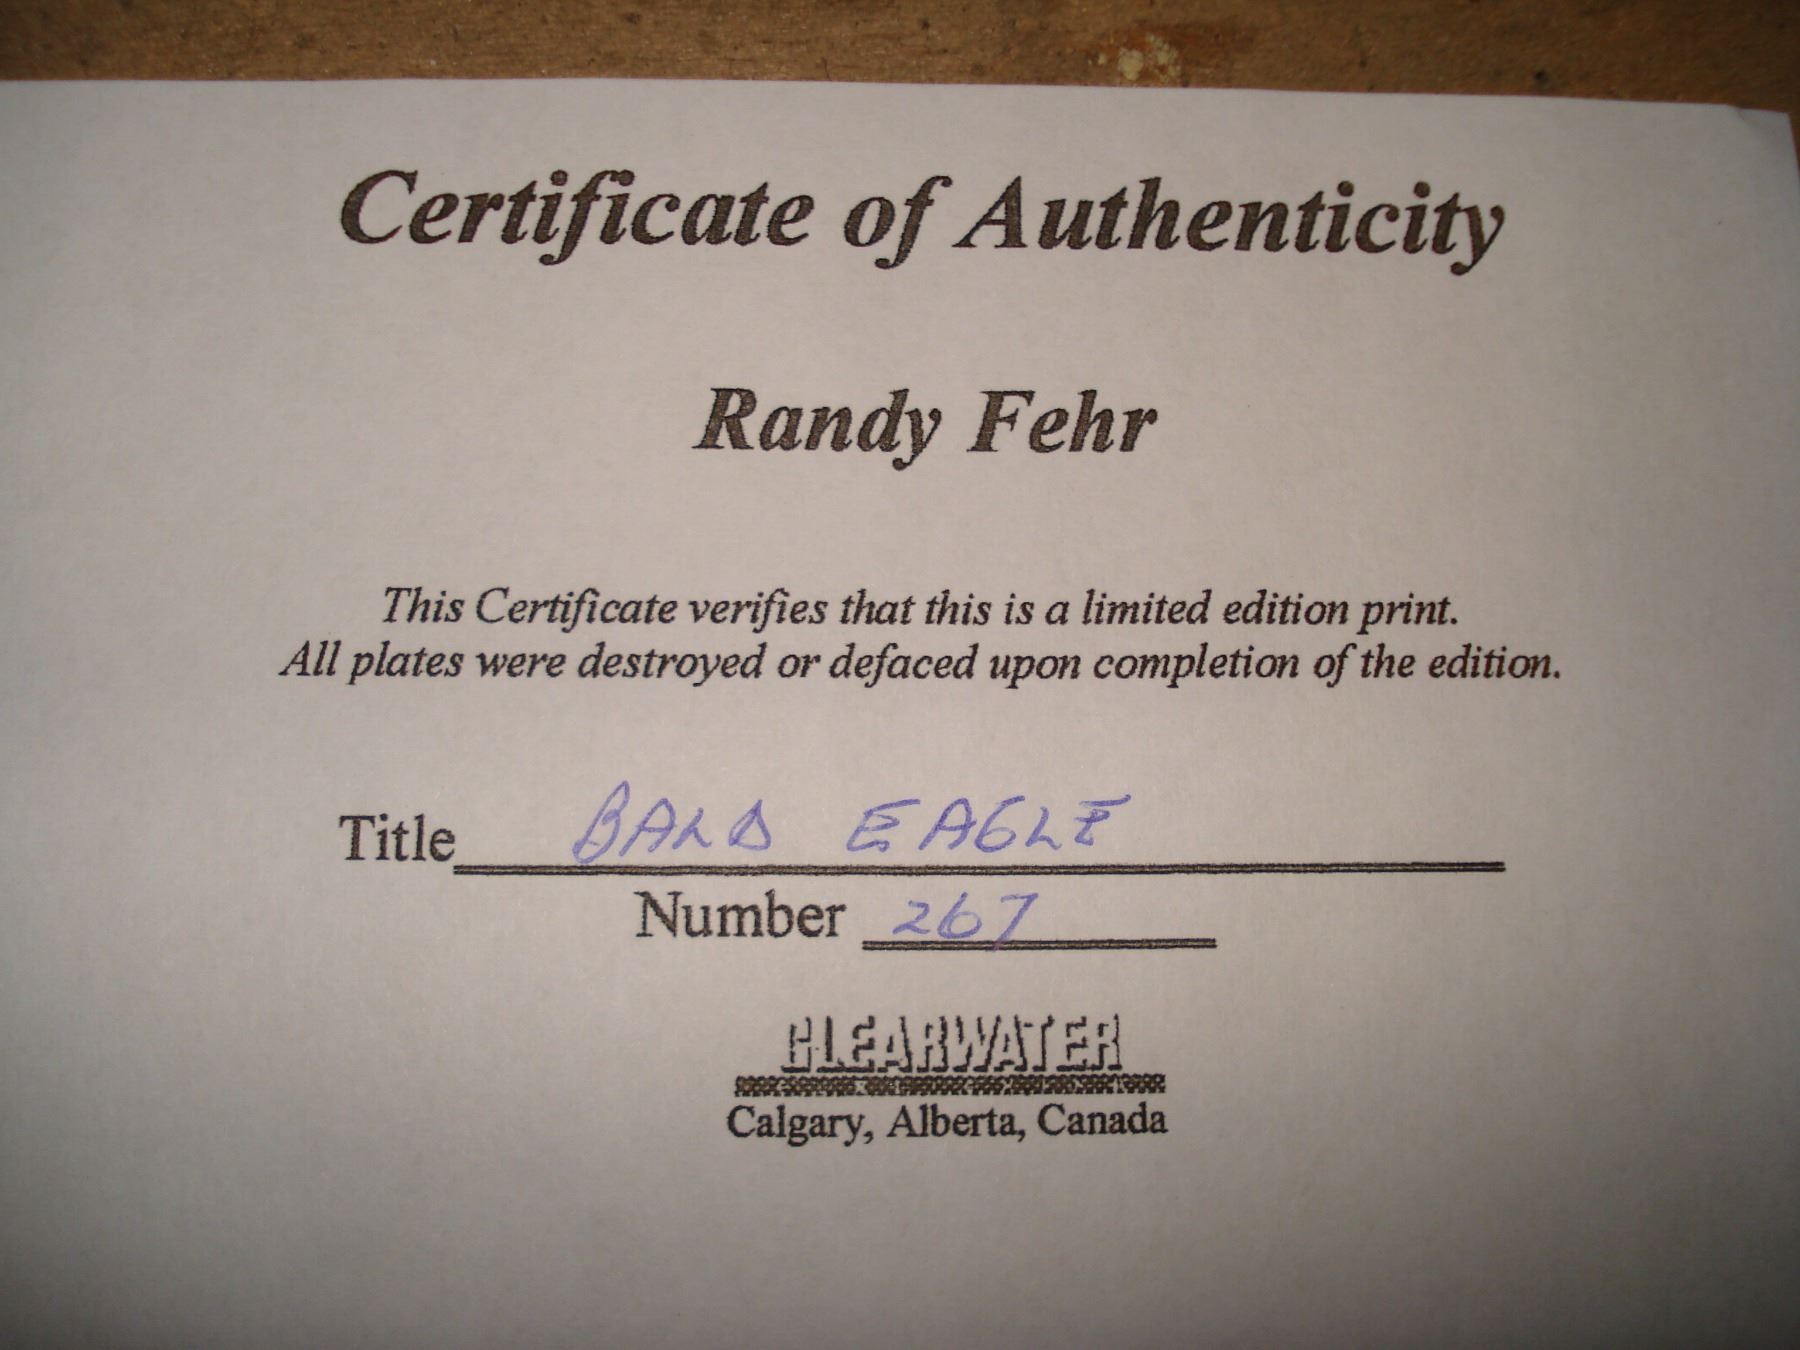 Certificate of Authenticity
Randy Fehr
This Certificate verifies that this is a limited edition print.
All plates were destroyed or defaced upon completion of the edition.
Title BALD EAGLE
Number 267
CLEARWATER
Calgary, Alberta, Canada